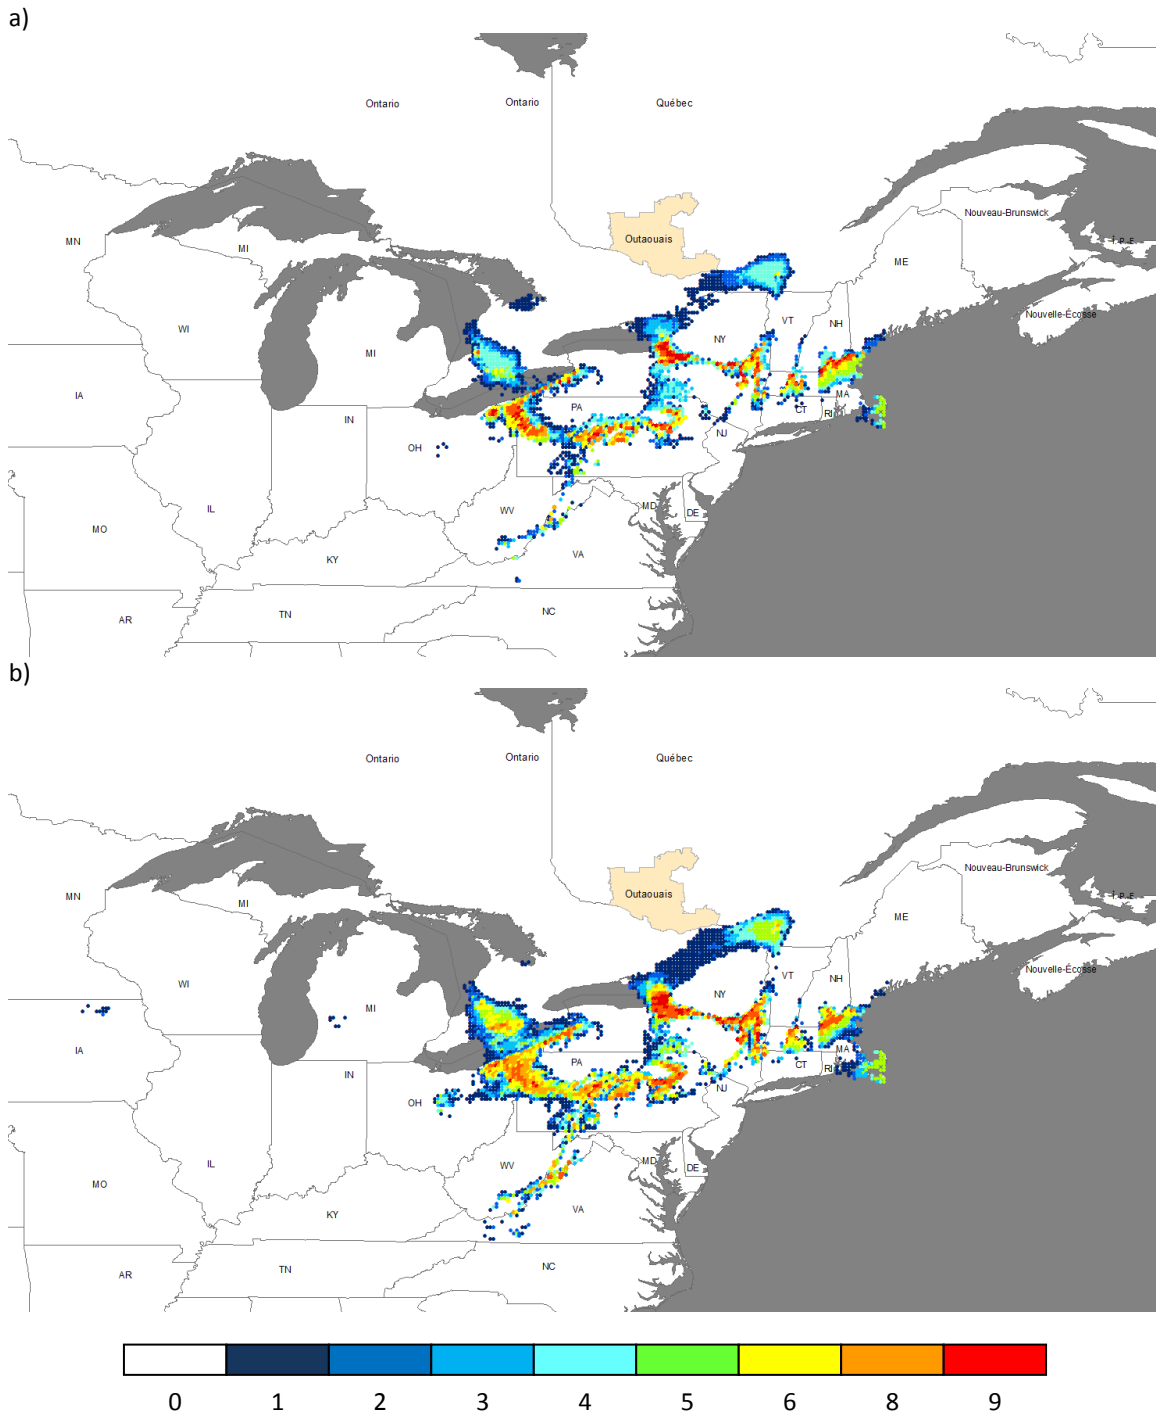 a)
Ontario Ontario Québec
Nouveau-Brunswick
MN MI Outaouais Î.-P.-É
ME
Nouvelle-Écosse
WI VT NH
NY
MI
IA MA
PA CT RI
IN NJ
OH
IL WV MD DE
MO
KY VA
AR TN NC
b)
Ontario Ontario Québec
Nouveau-Brunswick
MN MI Outaouais Î.-P.-É
ME
Nouvelle-Écosse
WI VT NH
NY
MI
IA MA
PA CT RI
IN NJ
OH
IL WV MD DE
MO
KY VA
AR TN NC
0 1 2 3 4 5 6 8 9